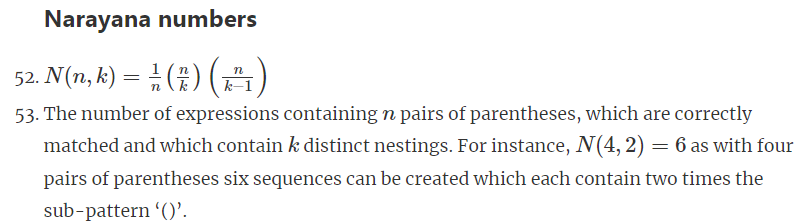 Narayana numbers
52. N(n, k) = \frac{1}{n} \left(\frac{n}{k}\right) \left(\frac{n}{k-1}\right)
53. The number of expressions containing n pairs of parentheses, which are correctly
matched and which contain k distinct nestings. For instance, N(4, 2) = 6 as with four
pairs of parentheses six sequences can be created which each contain two times the
sub-pattern ‘()’.